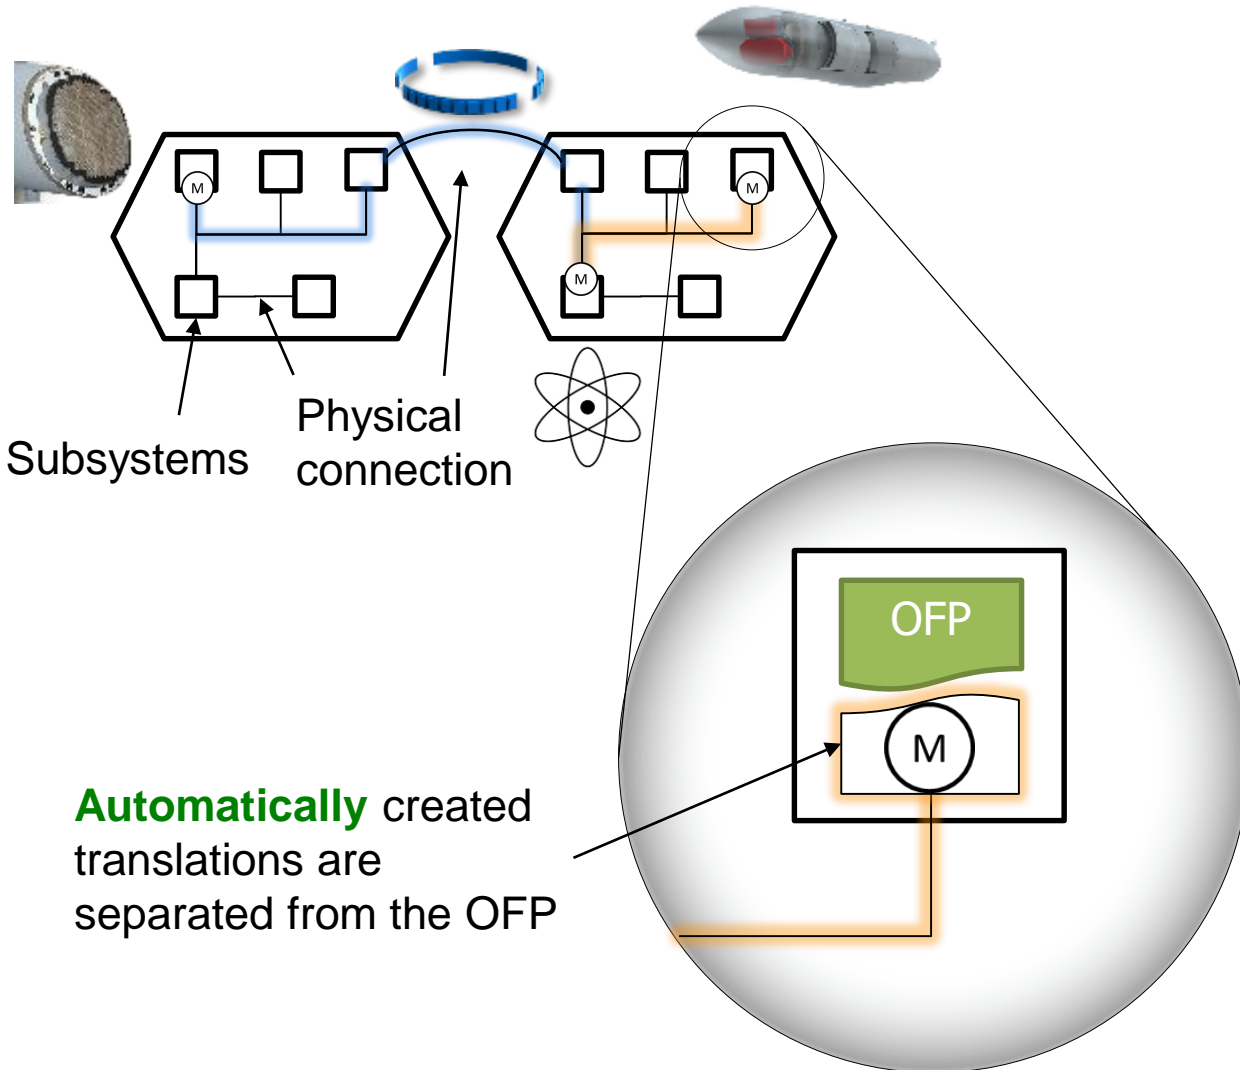 M
M
M
Subsystems
Physical
connection
OFP
M
Automatically created
translations are
separated from the OFP